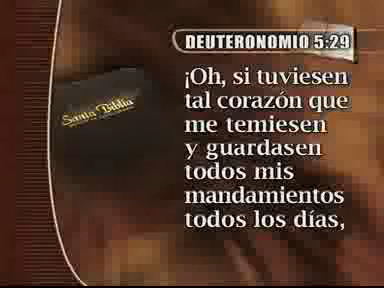 DEUTERONOMIO 5:29
¡Oh, si tuviesen
tal corazón que
me temiesen
y guardasen
todos mis
mandamientos
todos los días,
Santa Biblia